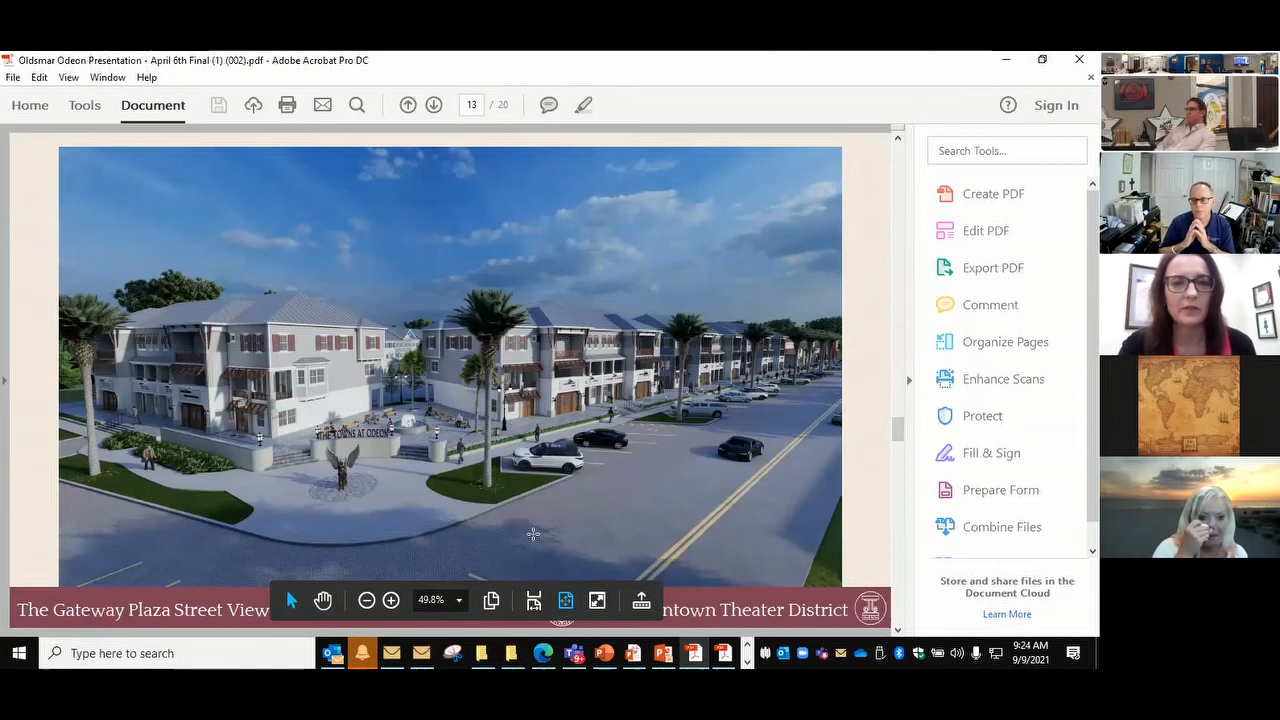 Oldsmar Odeon Presentation - April 6th Final (1) (002).pdf - Adobe Acrobat Pro DC
File Edit View Window Help
Home Tools Document 13 / 20 Sign In
Search Tools...
Create PDF
Edit PDF
Export PDF
Comment
Organize Pages
Enhance Scans
Protect
Fill & Sign
Prepare Form
Combine Files
Store and share files in the
Document Cloud
Learn More
THE TOWNS AT ODEON
49.8%
The Gateway Plaza Street View
ntown Theater District
Type here to search
9:24 AM
9/9/2021